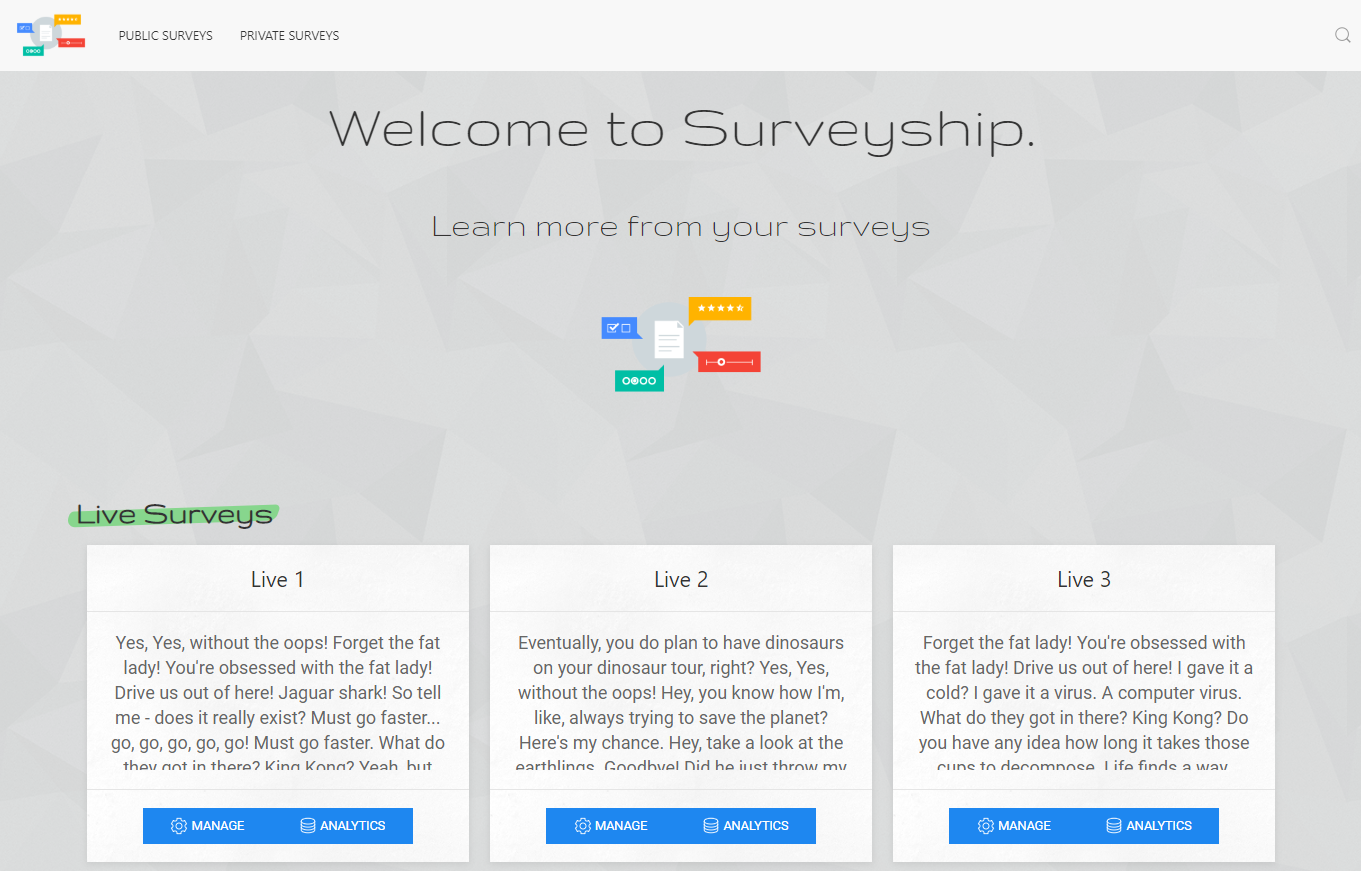 PUBLIC SURVEYS PRIVATE SURVEYS
Welcome to Surveyship.
Learn more from your surveys
Live Surveys
Live 1
Yes, Yes, without the oops! Forget the fat
lady! You're obsessed with the fat lady!
Drive us out of here! Jaguar shark! So tell
me - does it really exist? Must go faster...
go, go, go, go, go! Must go faster. What do
they got in there? King Kong? Yeah, but
MANAGE ANALYTICS
Live 2
Eventually, you do plan to have dinosaurs
on your dinosaur tour, right? Yes, Yes,
without the oops! Hey, you know how I'm,
like, always trying to save the planet?
Here's my chance. Hey, take a look at the
earthlings. Goodbye! Did he just throw my
MANAGE ANALYTICS
Live 3
Forget the fat lady! You're obsessed with
the fat lady! Drive us out of here! I gave it a
cold? I gave it a virus. A computer virus.
What do they got in there? King Kong? Do
you have any idea how long it takes those
cups to decompose. Life finds a way.
MANAGE ANALYTICS